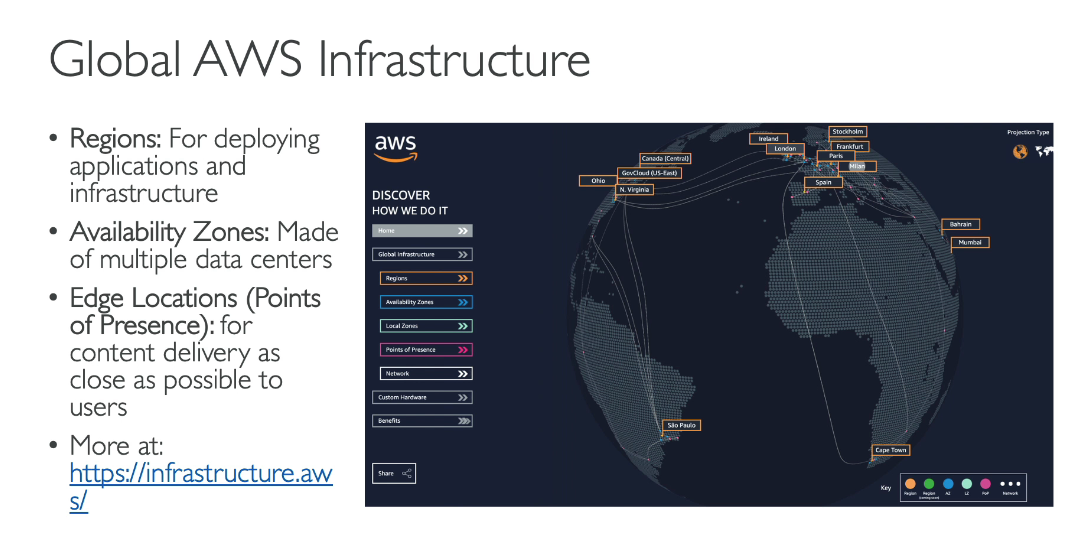 Global AWS Infrastructure
• Regions: For deploying
applications and
infrastructure
• Availability Zones: Made
of multiple data centers
• Edge Locations (Points
of Presence): for
content delivery as
close as possible to
users
• More at:
https://infrastructure.aw
s/
aws
DISCOVER
HOW WE DO IT
Home
Global Infrastructure
Regions
Availability Zones
Local Zones
Points of Presence
Network
Custom Hardware
Benefits
Share
Projection Type
Stockholm
Ireland
Frankfurt
London
Paris
Canada (Central)
Milan
GovCloud (US-East)
Ohio
Spain
N. Virginia
Bahrain
Mumbai
São Paulo
Cape Town
Key
Region
Region
AZ
LZ
PoP
Network